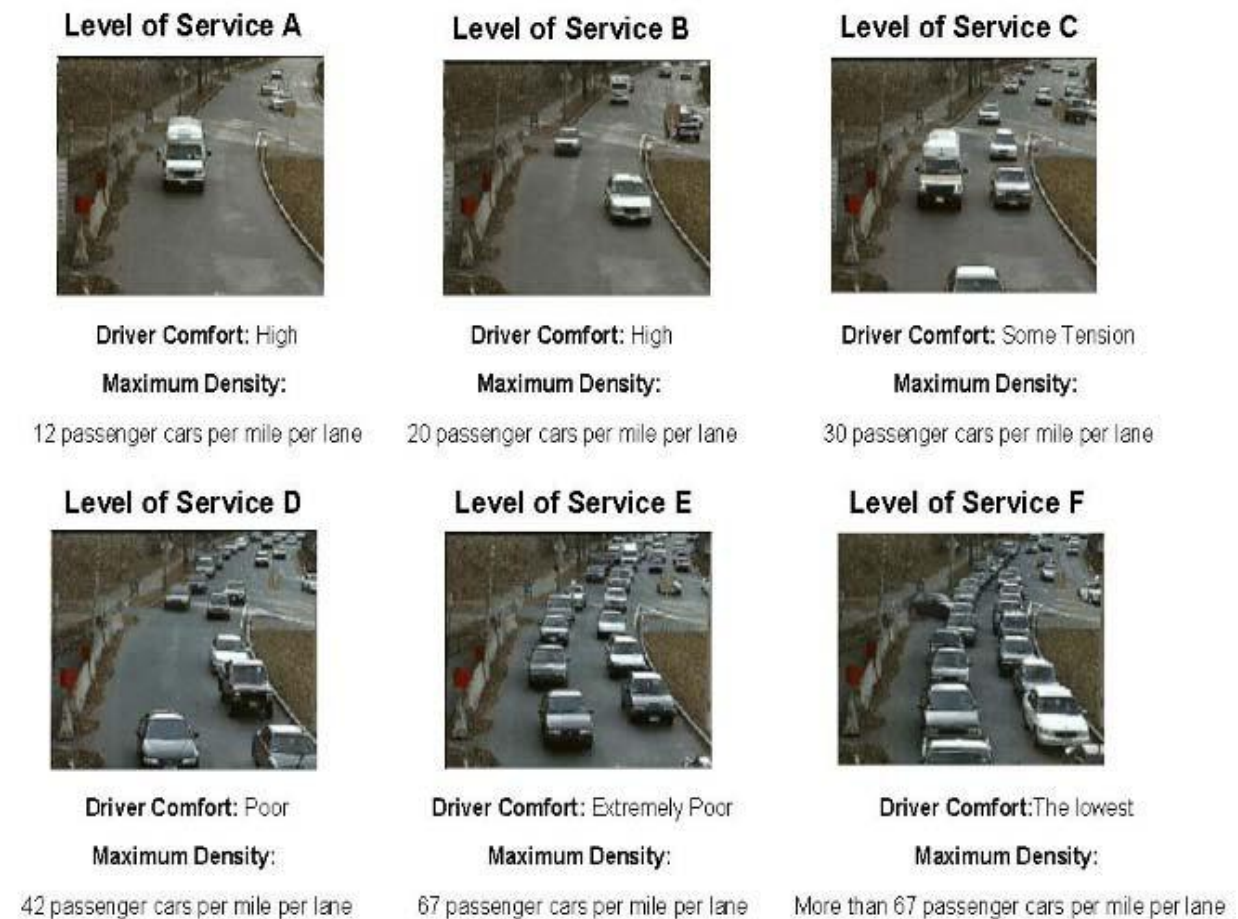 Level of Service A
Level of Service B
Level of Service C
Driver Comfort: High
Driver Comfort: High
Driver Comfort: Some Tension
Maximum Density:
Maximum Density:
Maximum Density:
12 passenger cars per mile per lane
20 passenger cars per mile per lane
30 passenger cars per mile per lane
Level of Service D
Level of Service E
Level of Service F
Driver Comfort: Poor
Driver Comfort: Extremely Poor
Driver Comfort:The lowest
Maximum Density:
Maximum Density:
Maximum Density:
42 passenger cars per mile per lane
67 passenger cars per mile per lane
More than 67 passenger cars per mile per lane